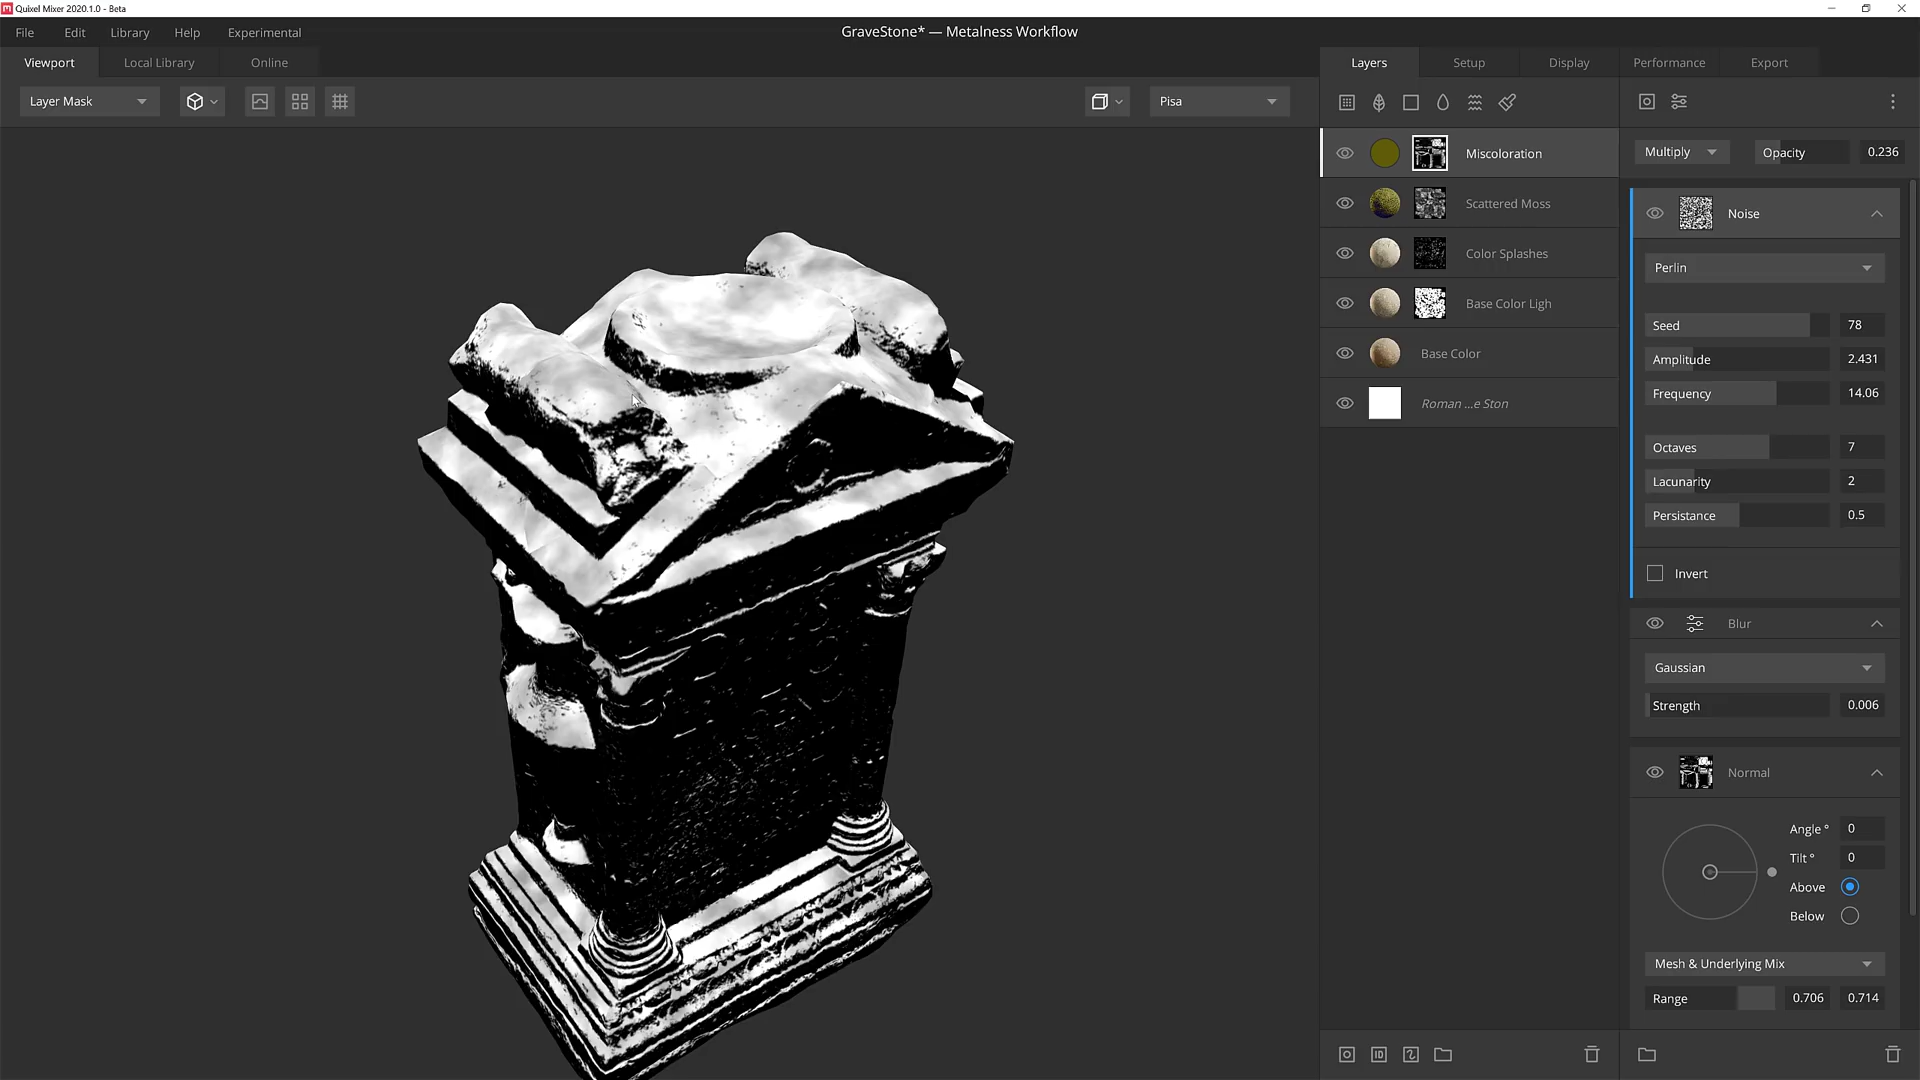 Quixel Mixer 2020.1.0 - Beta
File Edit Library Help Experimental
GraveStone* — Metalness Workflow
Viewport Local Library Online
Layers Setup Display Performance Export
Layer Mask
Pisa
Miscoloration
Scattered Moss
Color Splashes
Base Color Ligh
Base Color
Roman ...e Ston
Multiply Opacity 0.236
Noise
Perlin
Seed 78
Amplitude 2.431
Frequency 14.06
Octaves 7
Lacunarity 2
Persistance 0.5
Invert
Blur
Gaussian
Strength 0.006
Normal
Angle ° 0
Tilt ° 0
Above
Below
Mesh & Underlying Mix
Range 0.706 0.714
ID